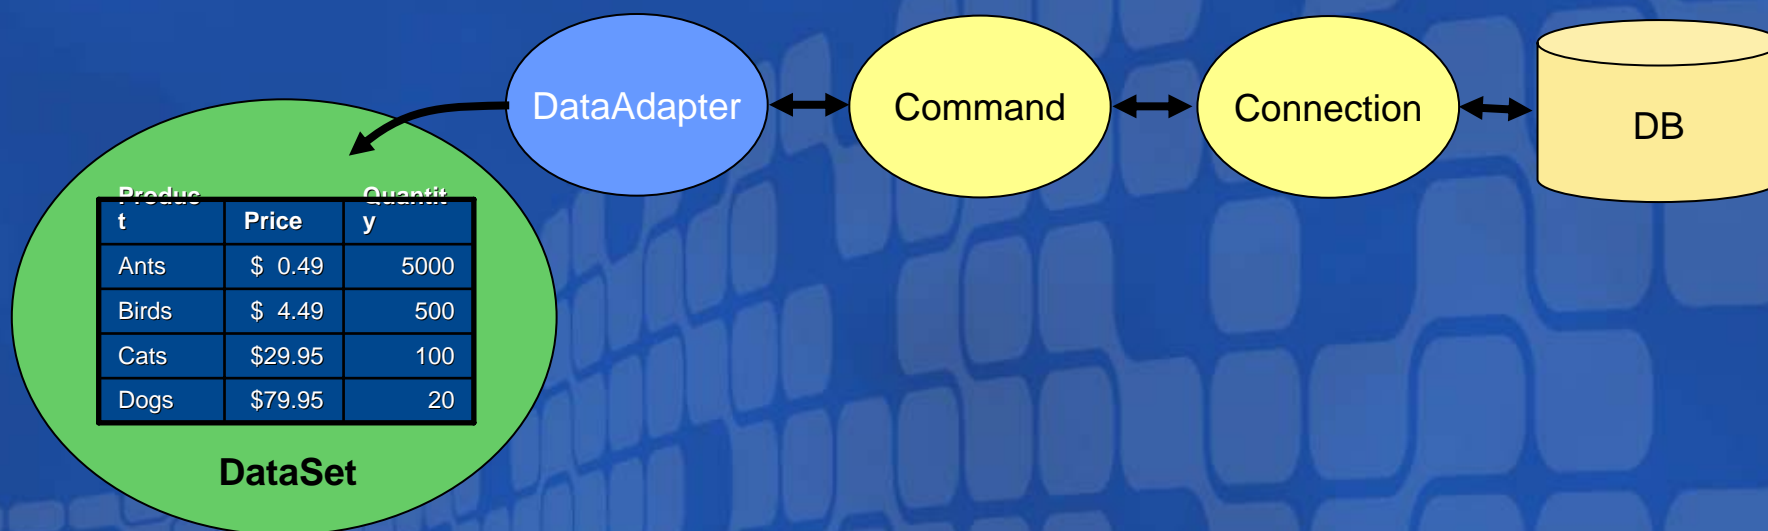 DataAdapter
Command
Connection
DB
Produc
t
Price
Quantit
y
Ants
$ 0.49
5000
Birds
$ 4.49
500
Cats
$29.95
100
Dogs
$79.95
20
DataSet